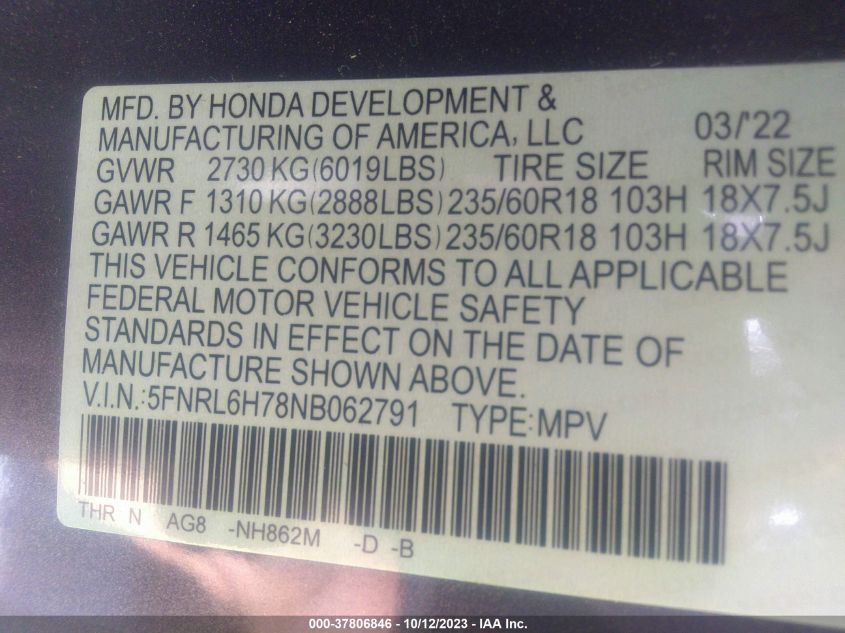 MFD. BY HONDA DEVELOPMENT &
MANUFACTURING OF AMERICA, LLC 03/'22
GVWR 2730 KG(6019LBS) TIRE SIZE RIM SIZE
GAWR F 1310 KG(2888LBS) 235/60R18 103H 18X7.5J
GAWR R 1465 KG(3230LBS) 235/60R18 103H 18X7.5J
THIS VEHICLE CONFORMS TO ALL APPLICABLE
FEDERAL MOTOR VEHICLE SAFETY
STANDARDS IN EFFECT ON THE DATE OF
MANUFACTURE SHOWN ABOVE.
V.I.N.:5FNRL6H78NB062791 TYPE:MPV
THR N AG8 -NH862M -D -B
000-37806846 - 10/12/2023 - IAA Inc.